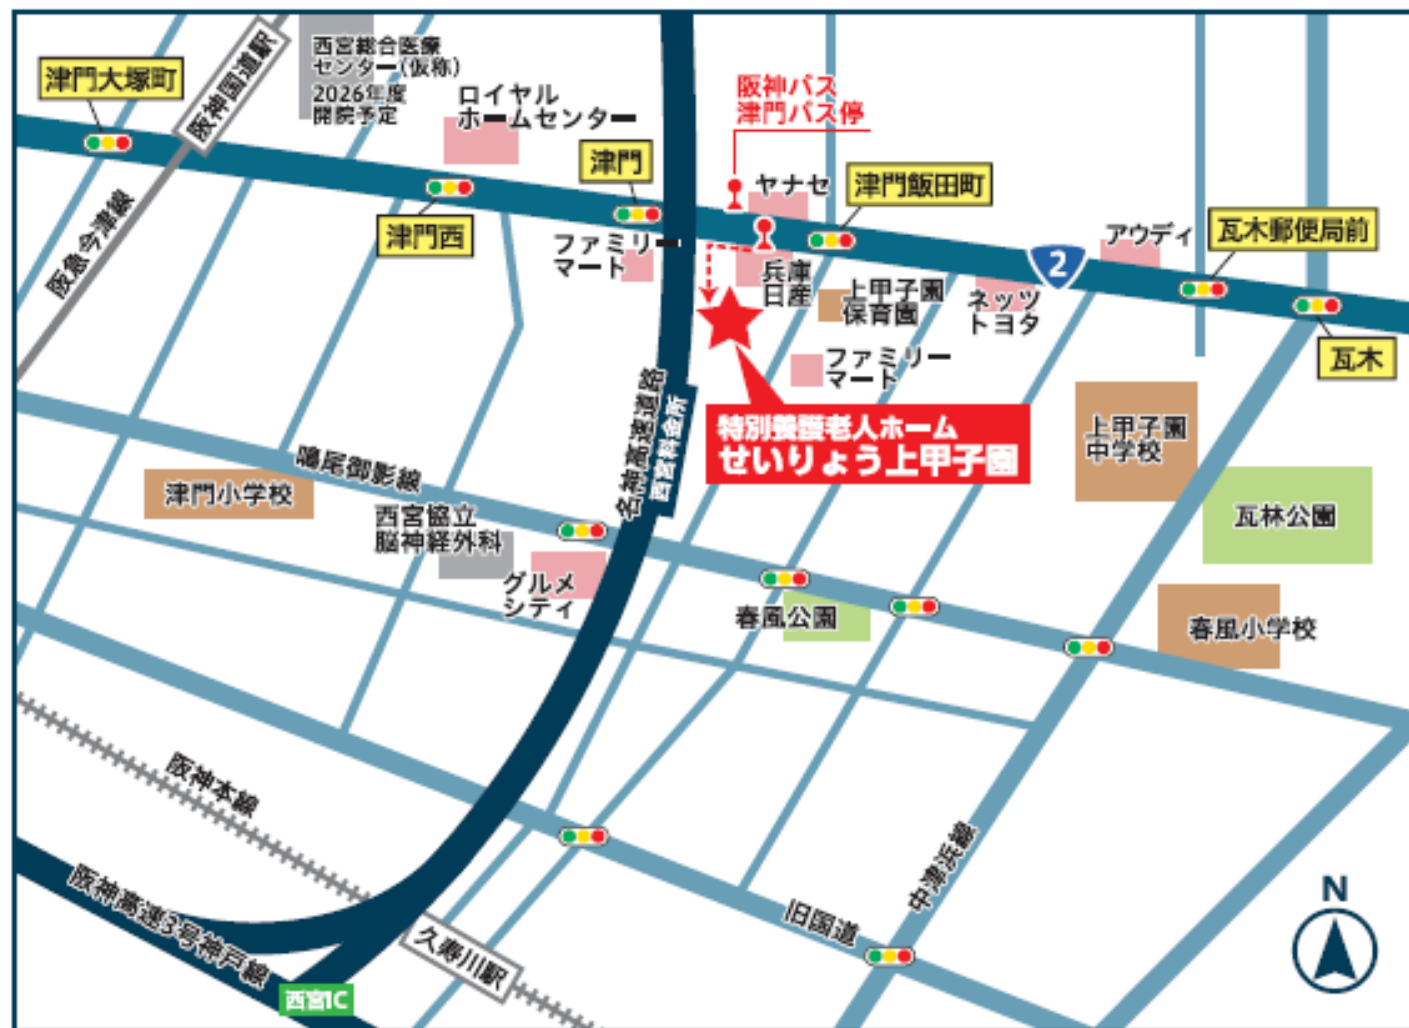 阪神国道駅
西宮総合医療
センター(仮称)
2026年度
開院予定
津門大塚町
ロイヤル
ホームセンター
阪神バス
津門バス停
津門
ヤナセ
津門飯田町
津門西
ファミリー
マート
兵庫
日産
アウディ
瓦木郵便局前
2
阪急今津線
上甲子園
保育園
ネッツ
トヨタ
瓦木
ファミリー
マート
名神高速道路
西宮料金所
特別養護老人ホーム
せいりょう上甲子園
上甲子園
中学校
鳴尾御影線
津門小学校
西宮協立
脳神経外科
瓦林公園
グルメ
シティ
春風公園
春風小学校
阪神本線
中津浜線
阪神高速3号神戸線
旧国道
久寿川駅
西宮IC
N